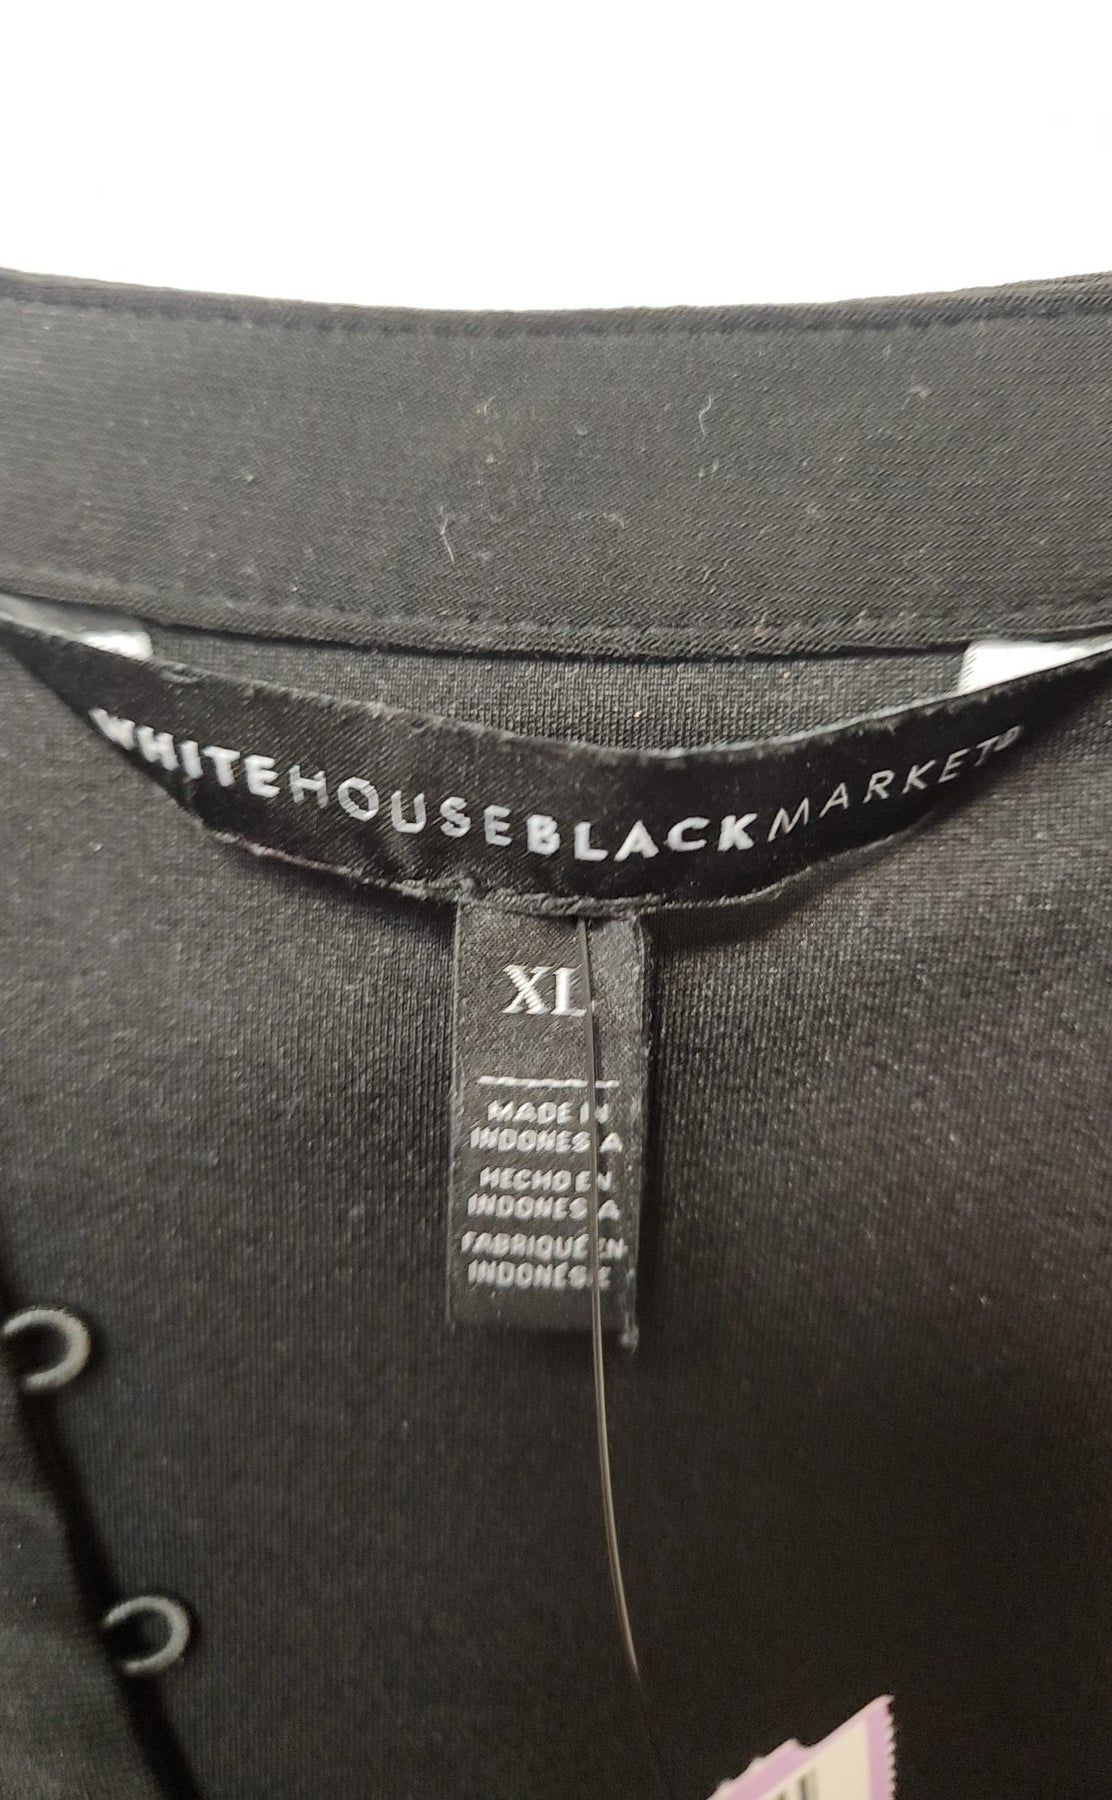 WHITEHOUSEBLACKMARKET
XL
MADE IN
INDONESIA
HECHO EN
INDONESIA
FABRIQUÉ EN
INDONÉSIE